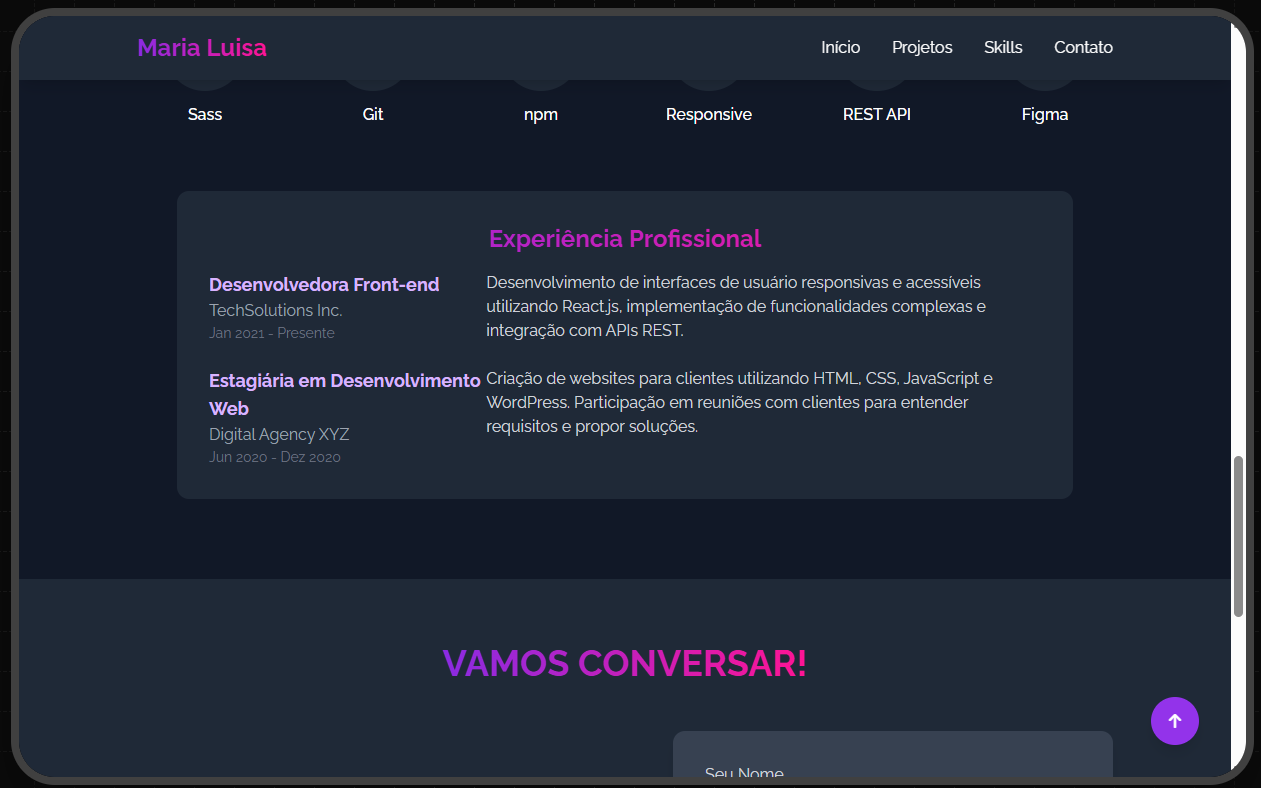 Maria Luisa
Início Projetos Skills Contato
Sass Git npm Responsive REST API Figma
Experiência Profissional
Desenvolvedora Front-end
TechSolutions Inc.
Jan 2021 - Presente
Desenvolvimento de interfaces de usuário responsivas e acessíveis
utilizando React.js, implementação de funcionalidades complexas e
integração com APIs REST.
Estagiária em Desenvolvimento
Web
Digital Agency XYZ
Jun 2020 - Dez 2020
Criação de websites para clientes utilizando HTML, CSS, JavaScript e
WordPress. Participação em reuniões com clientes para entender
requisitos e propor soluções.
VAMOS CONVERSAR!
Seu Nome